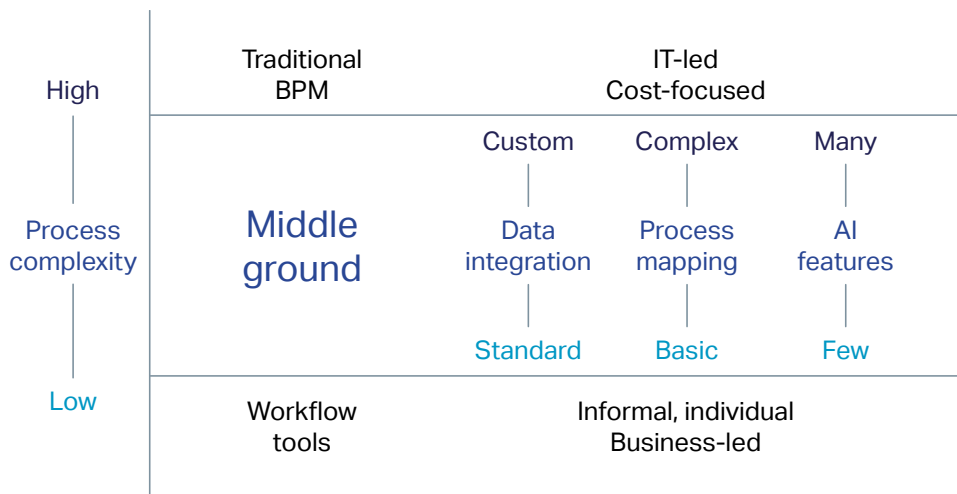 Traditional
BPM
IT-led
Cost-focused
High
Process
complexity
Low
Middle
ground
Custom
Data
integration
Standard
Complex
Process
mapping
Basic
Many
AI
features
Few
Workflow
tools
Informal, individual
Business-led